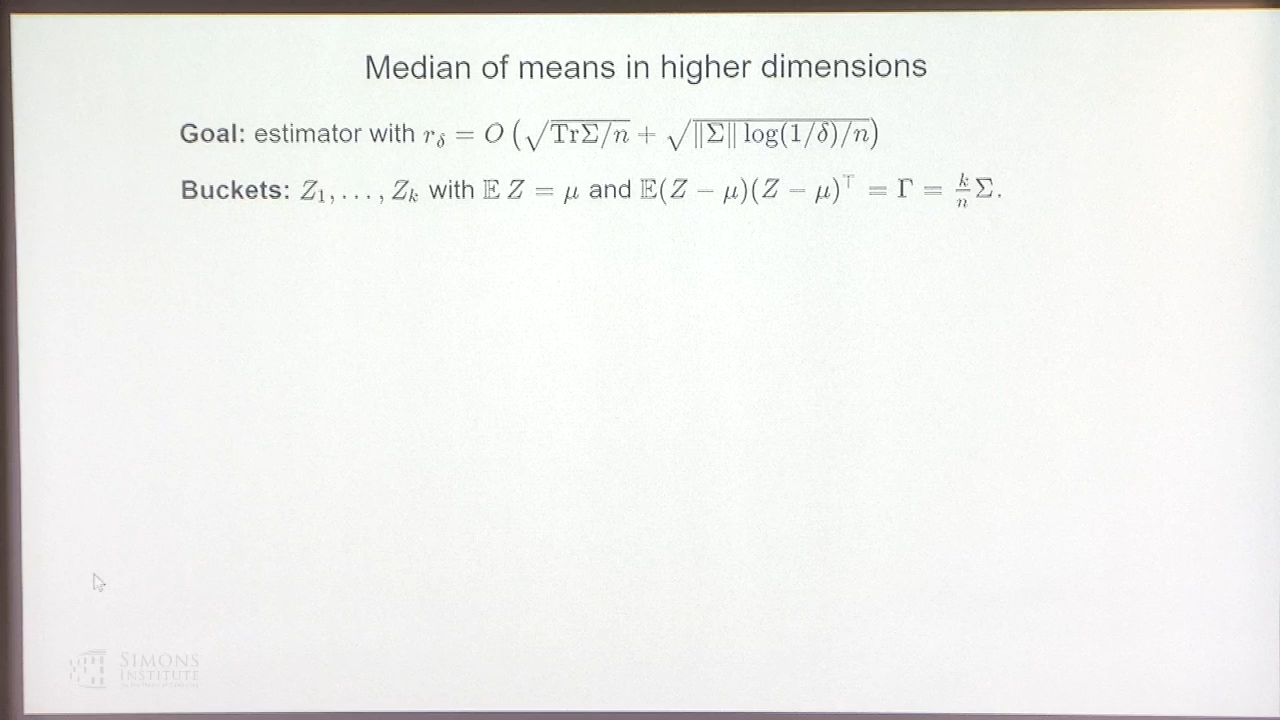 Median of means in higher dimensions
Goal: estimator with r_δ = O (√TrΣ/n + √‖Σ‖ log(1/δ)/n)
Buckets: Z₁, . . . , Z_k with 𝔼 Z = μ and 𝔼(Z − μ)(Z − μ)^⊤ = Γ = k/n Σ.
SIMONS
INSTITUTE